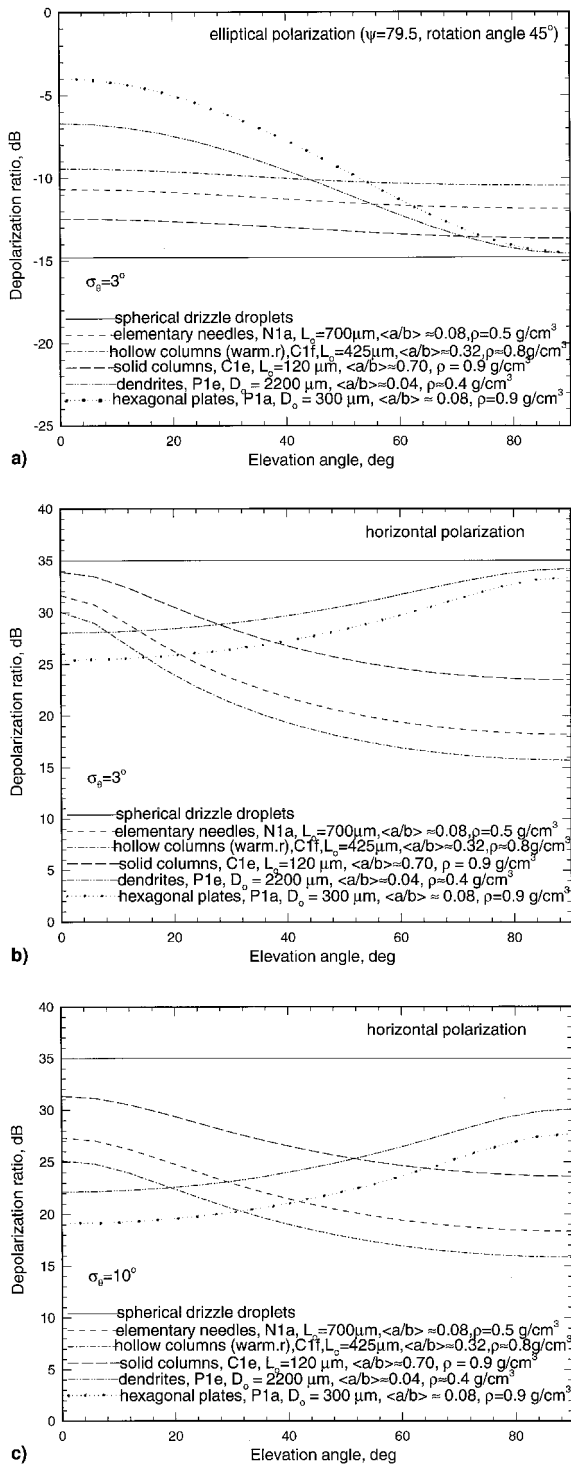 0
-5
-10
-15
-20
-25
Depolarization ratio, dB
elliptical polarization (ψ=79.5, rotation angle 45°)
σθ=3°
spherical drizzle droplets
elementary needles, N1a, Lo=700μm,<a/b> ≈0.08,ρ=0.5 g/cm³
hollow columns (warm.r),C1f,Lo=425μm,<a/b>≈0.32,ρ≈0.8g/cm³
solid columns, C1e, Lo=120 μm, <a/b>≈0.70, ρ = 0.9 g/cm³
dendrites, P1e, Do = 2200 μm, <a/b>≈0.04, ρ≈0.4 g/cm³
hexagonal plates, P1a, Do = 300 μm, <a/b> ≈ 0.08, ρ=0.9 g/cm³
0 20 40 60 80
Elevation angle, deg
a)
40
35
30
25
20
15
10
5
0
Depolarization ratio, dB
horizontal polarization
σθ=3°
spherical drizzle droplets
elementary needles, N1a, Lo=700μm,<a/b> ≈0.08,ρ=0.5 g/cm³
hollow columns (warm.r),C1f,Lo=425μm,<a/b>≈0.32,ρ≈0.8g/cm³
solid columns, C1e, Lo=120 μm, <a/b>≈0.70, ρ = 0.9 g/cm³
dendrites, P1e, Do = 2200 μm, <a/b>≈0.04, ρ≈0.4 g/cm³
hexagonal plates, P1a, Do = 300 μm, <a/b> ≈ 0.08, ρ=0.9 g/cm³
0 20 40 60 80
Elevation angle, deg
b)
40
35
30
25
20
15
10
5
0
Depolarization ratio, dB
horizontal polarization
σθ=10°
spherical drizzle droplets
elementary needles, N1a, Lo=700μm,<a/b> ≈0.08,ρ=0.5 g/cm³
hollow columns (warm.r),C1f,Lo=425μm,<a/b>≈0.32,ρ≈0.8g/cm³
solid columns, C1e, Lo=120 μm, <a/b>≈0.70, ρ = 0.9 g/cm³
dendrites, P1e, Do = 2200 μm, <a/b>≈0.04, ρ≈0.4 g/cm³
hexagonal plates, P1a, Do = 300 μm, <a/b> ≈ 0.08, ρ=0.9 g/cm³
0 20 40 60 80
Elevation angle, deg
c)